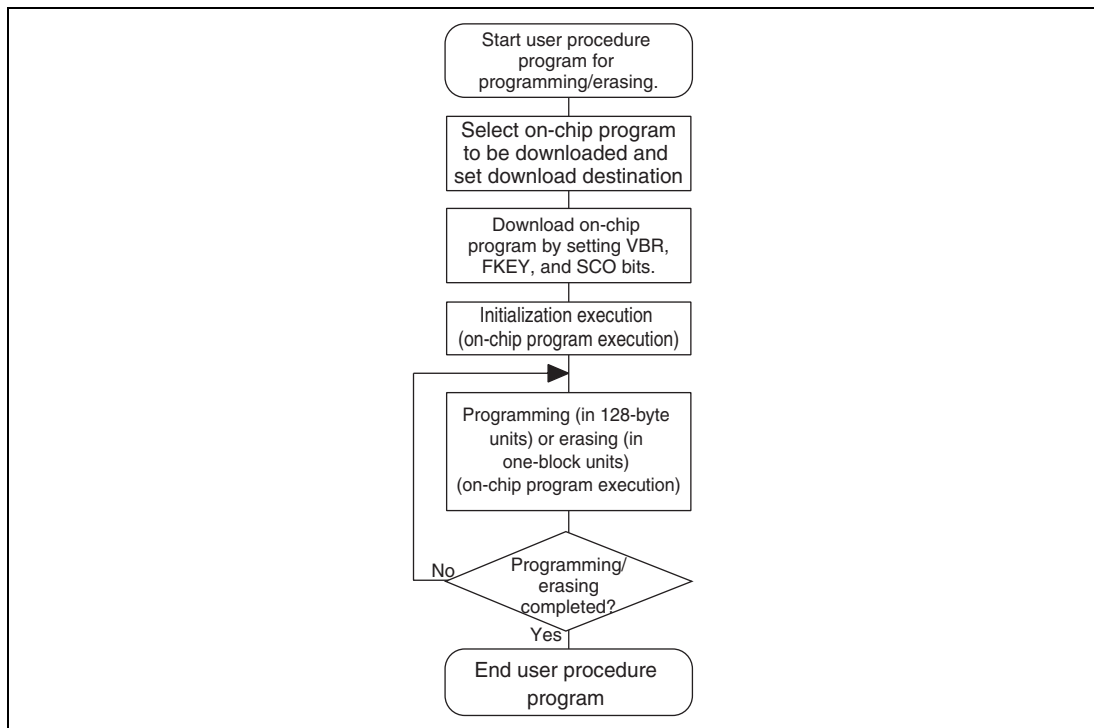 Start user procedure
program for
programming/erasing.
Select on-chip program
to be downloaded and
set download destination
Download on-chip
program by setting VBR,
FKEY, and SCO bits.
Initialization execution
(on-chip program execution)
Programming (in 128-byte
units) or erasing (in
one-block units)
(on-chip program execution)
No
Programming/
erasing
completed?
Yes
End user procedure
program